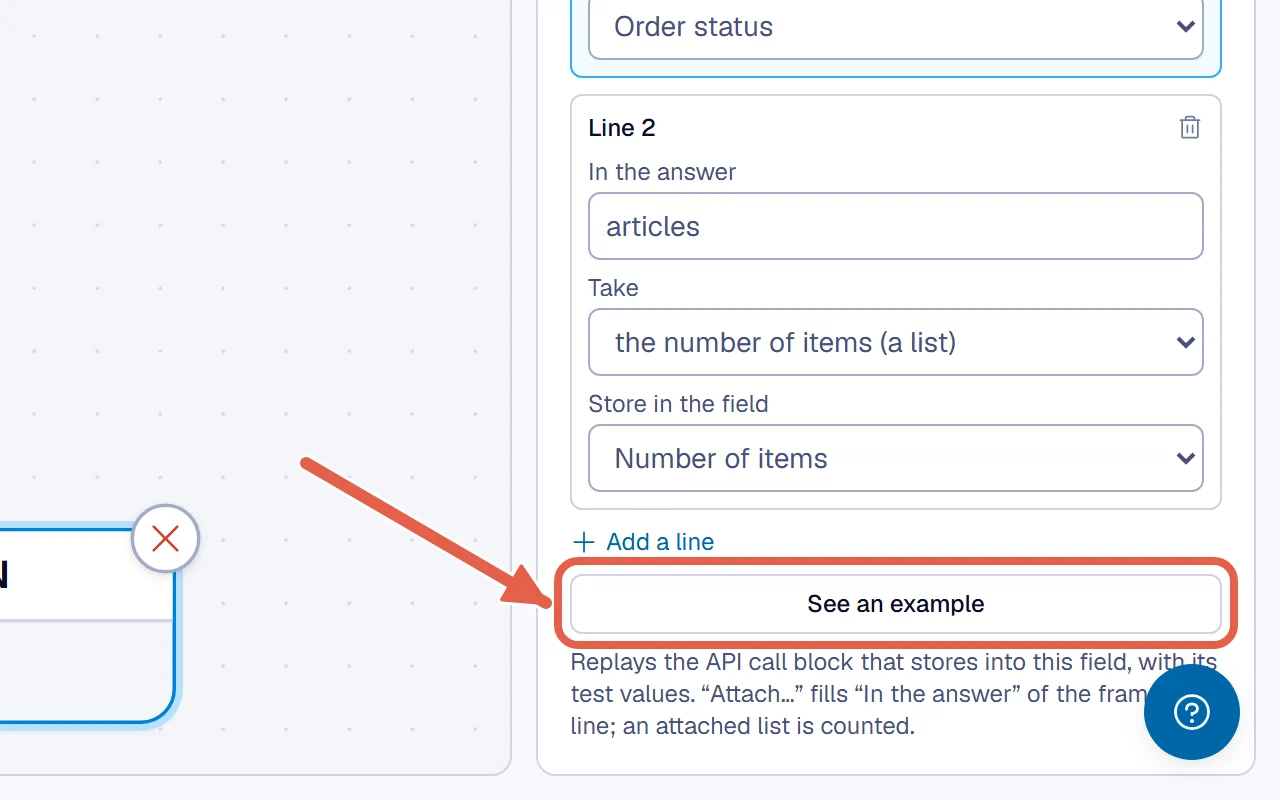 Order status
Line 2
In the answer
articles
Take
the number of items (a list)
Store in the field
Number of items
+ Add a line
See an example
Replays the API call block that stores into this field, with its
test values. “Attach…” fills “In the answer” of the
line; an attached list is counted.